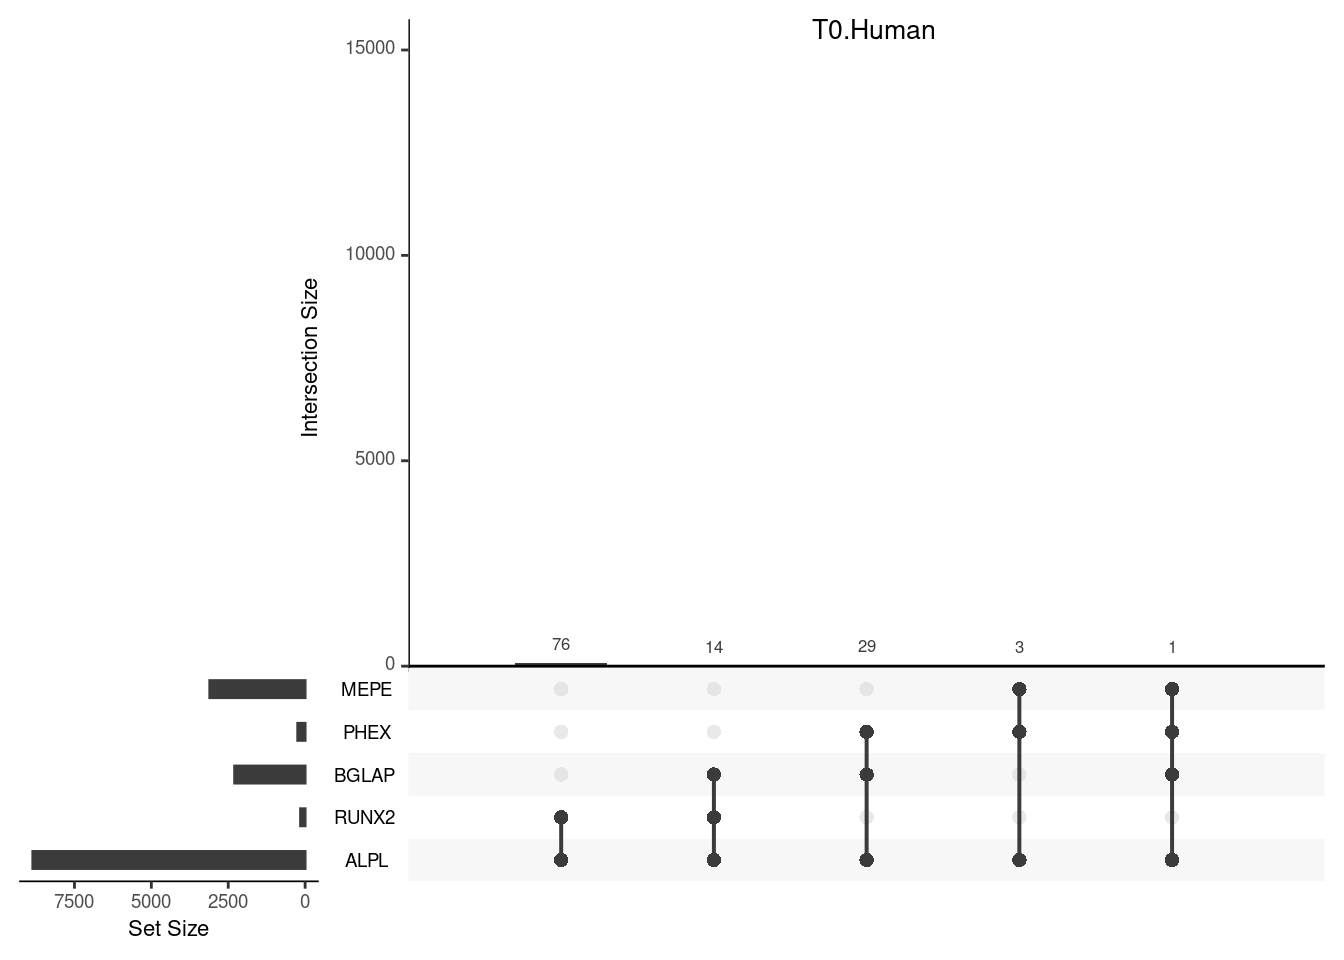 T0.Human
15000
10000
5000
0
Intersection Size
76 14 29 3 1
MEPE
PHEX
BGLAP
RUNX2
ALPL
7500 5000 2500 0
Set Size